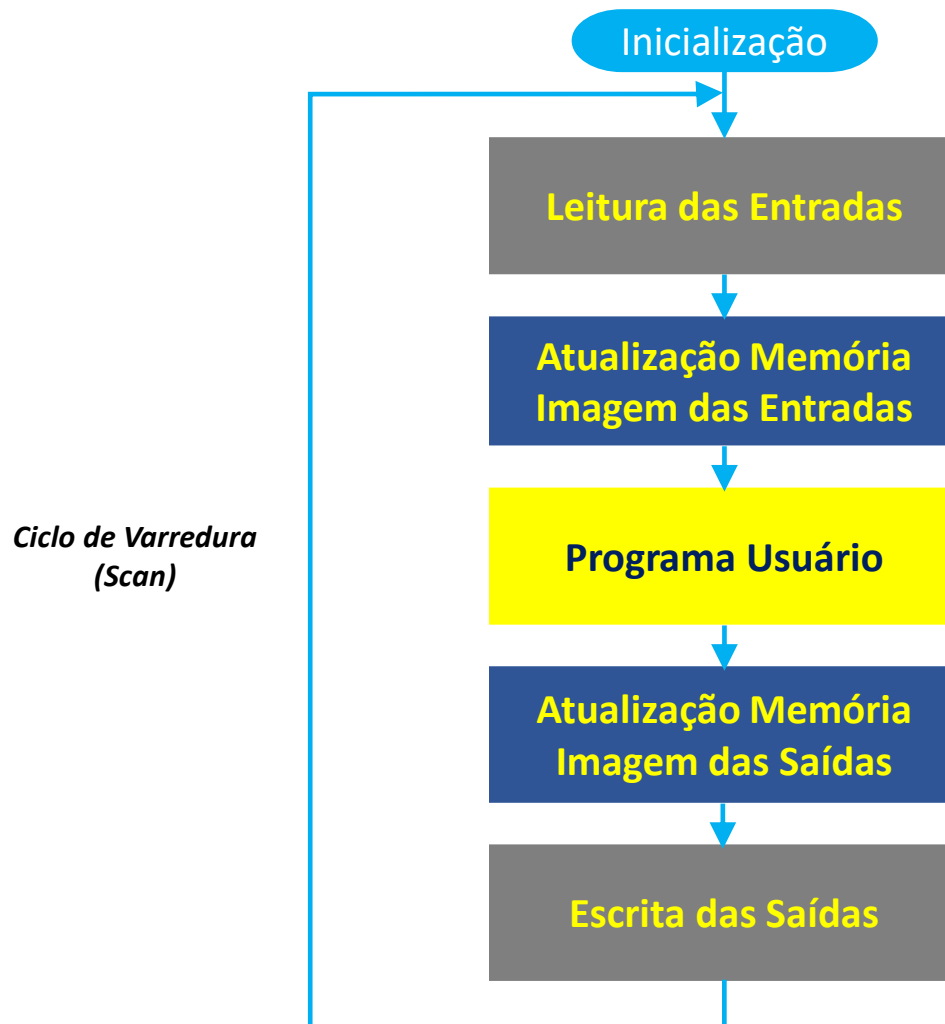 Inicialização
Leitura das Entradas
Atualização Memória
Imagem das Entradas
Ciclo de Varredura
(Scan)
Programa Usuário
Atualização Memória
Imagem das Saídas
Escrita das Saídas